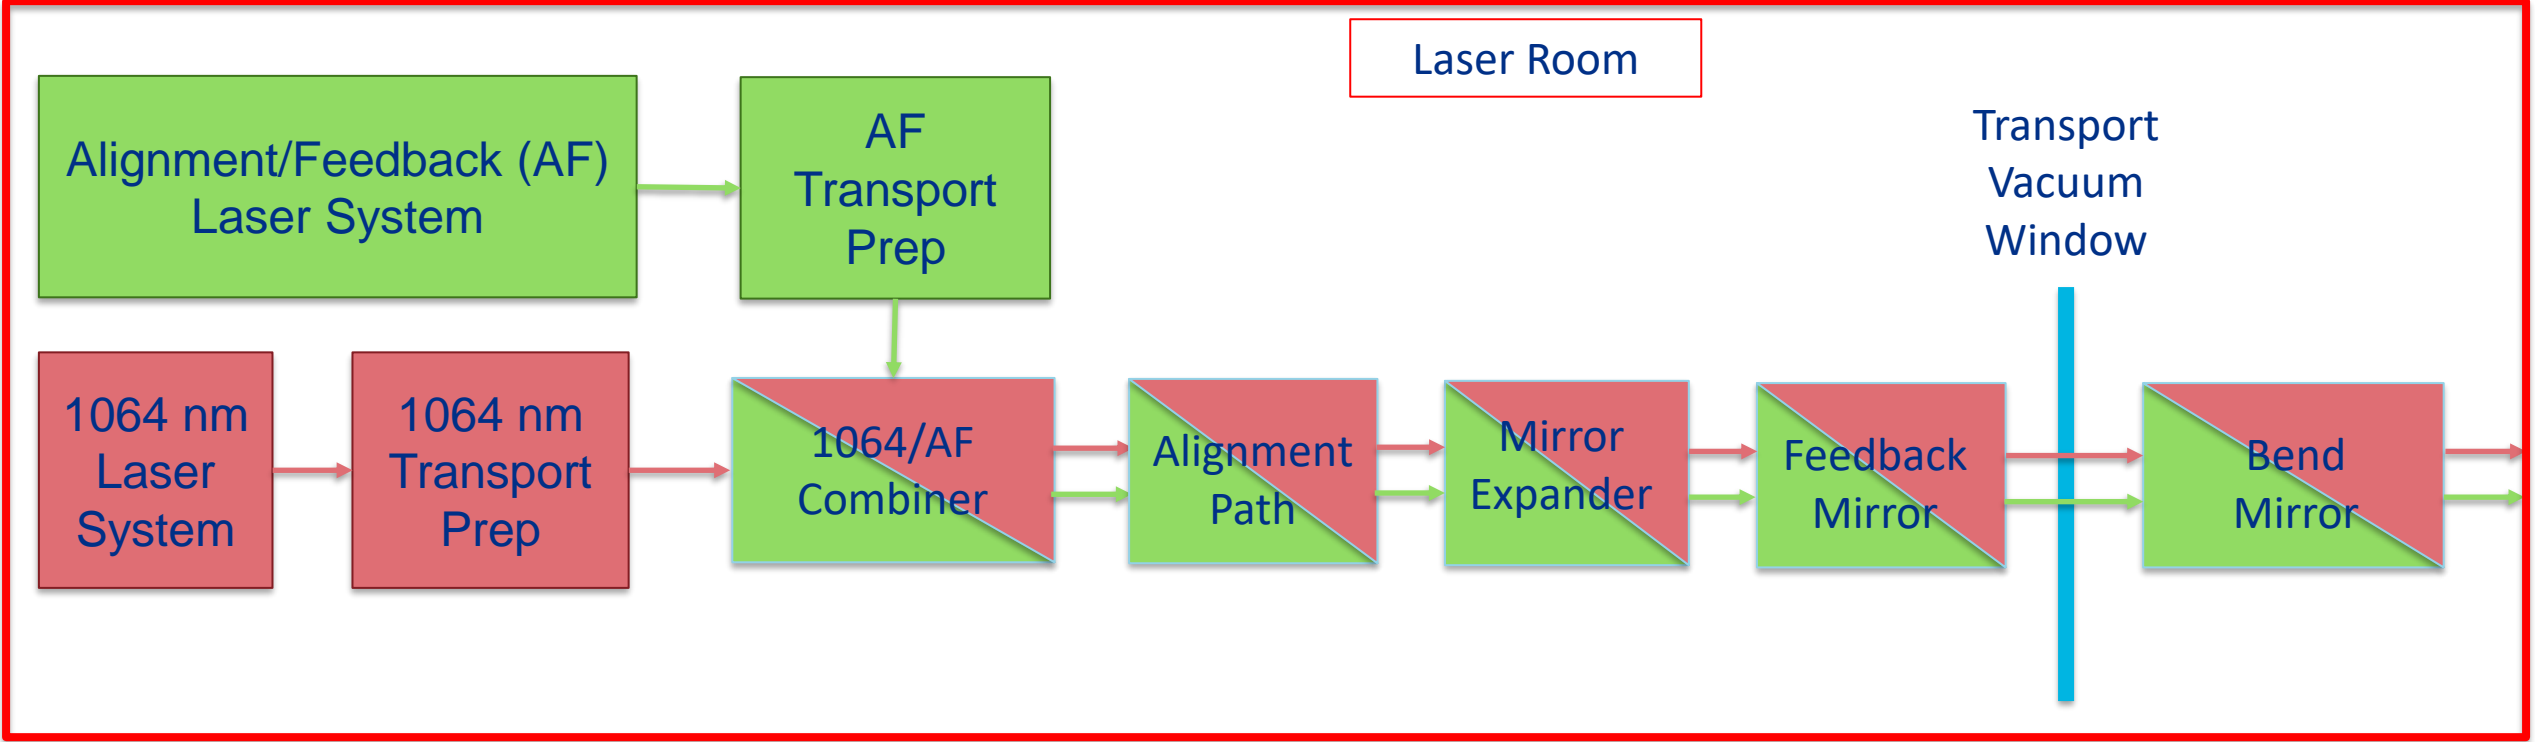 Laser Room
Alignment/Feedback (AF)
Laser System
AF
Transport
Prep
Transport
Vacuum
Window
1064 nm
Laser
System
1064 nm
Transport
Prep
1064/AF
Combiner
Alignment
Path
Mirror
Expander
Feedback
Mirror
Bend
Mirror